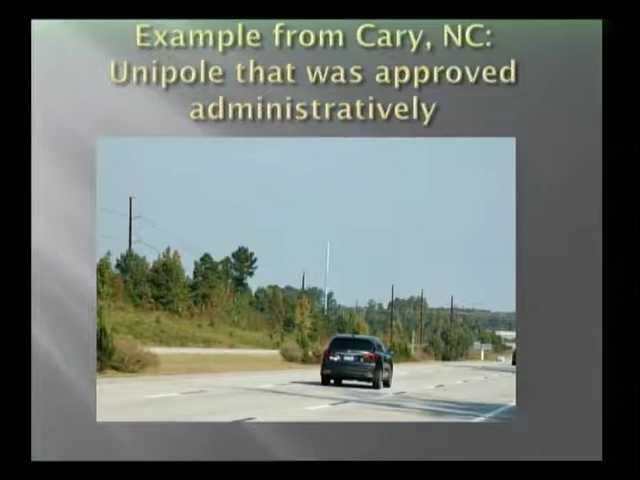 Example from Cary, NC:
Unipole that was approved
administratively